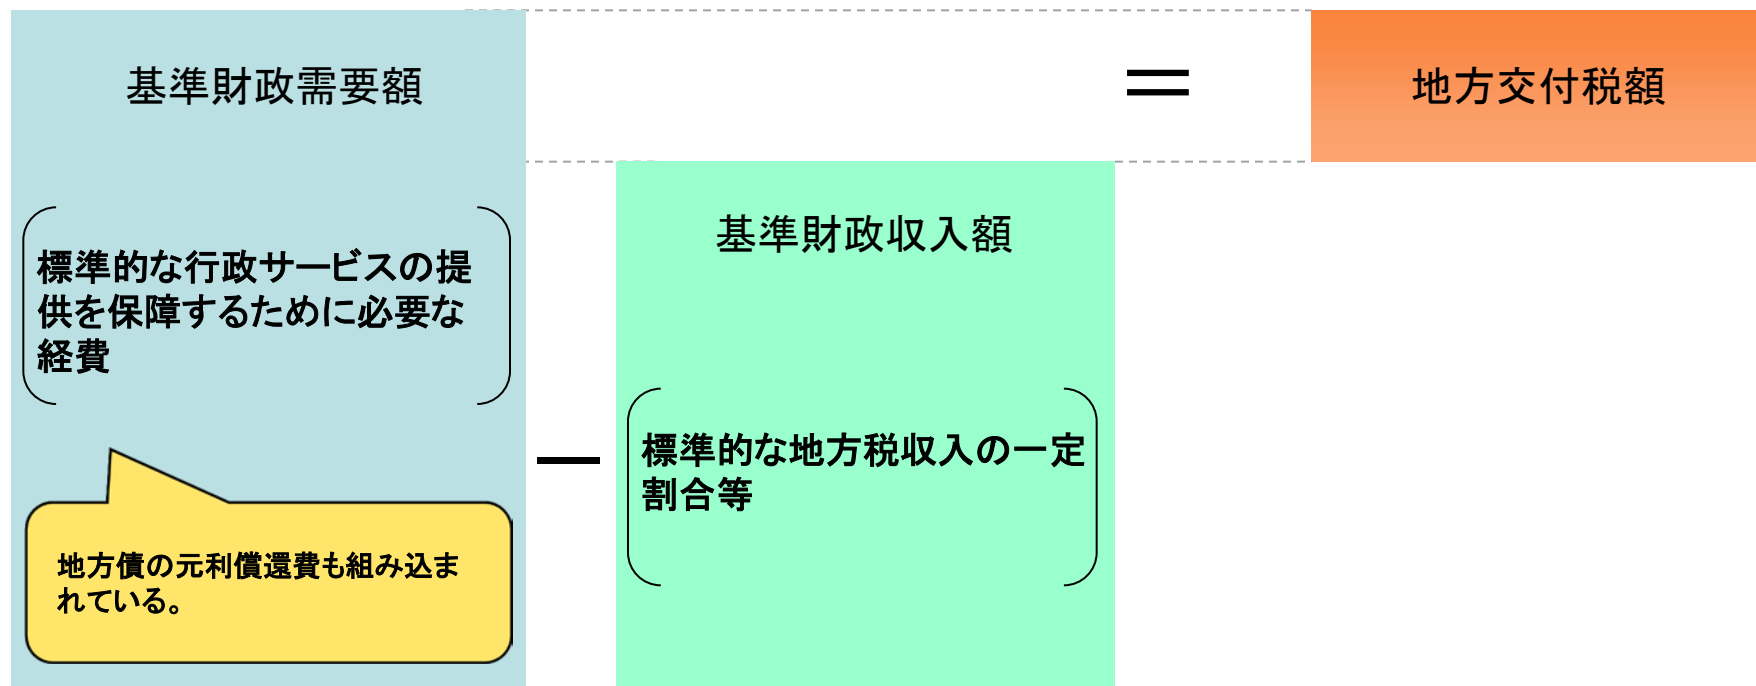 基準財政需要額
標準的な行政サービスの提
供を保障するために必要な
経費
地方債の元利償還費も組み込ま
れている。
―
基準財政収入額
標準的な地方税収入の一定
割合等
＝
地方交付税額